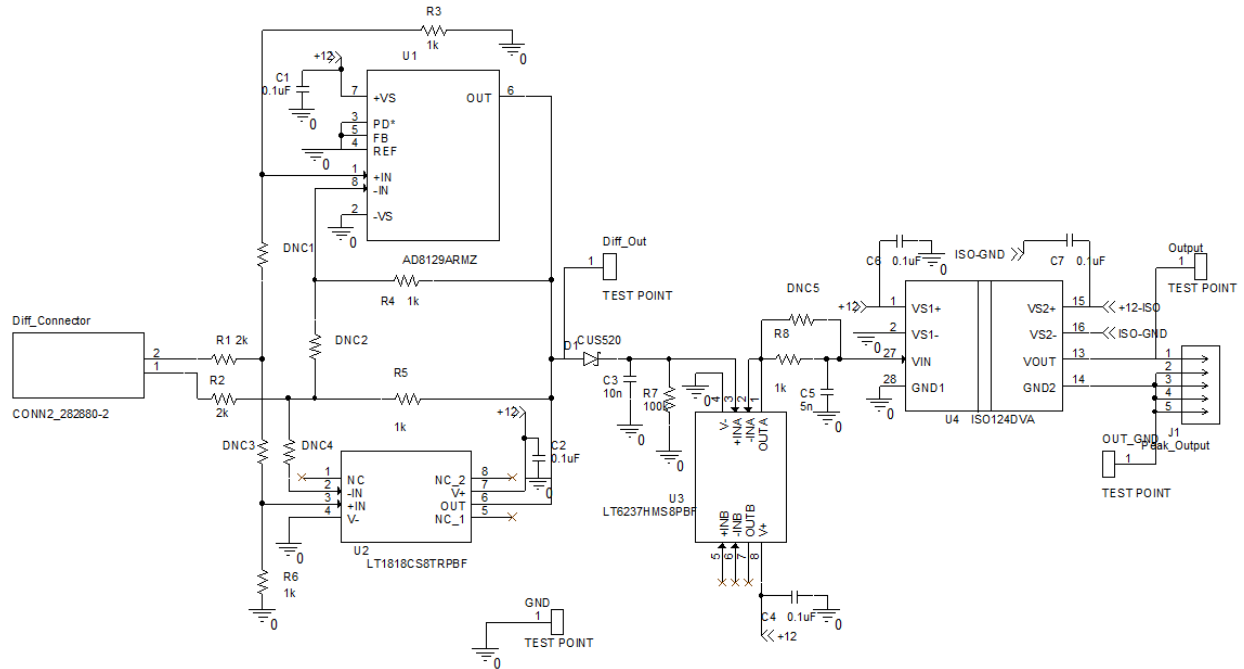 R3
1k
0
+12
U1
C1
0.1uF
0
7
+VS
OUT
6
3
PD*
5
FB
4
REF
0
1
+IN
8
-IN
2
-VS
0
AD8129ARMZ
DNC1
R4
1k
DNC2
Diff_Out
1
TEST POINT
Diff_Connector
2
1
CONN2_282880-2
R1 2k
R2
2k
R5
1k
DNC3
DNC4
+12
C2
0.1uF
0
1
NC
2
-IN
3
+IN
4
V-
NC_2
8
V+
7
OUT
6
NC_1
5
0
U2
LT1818CS8TRPBF
R6
1k
0
GND
1
TEST POINT
0
D1
CUS520
C3
10n
0
R7
100k
0
0
4
3
2
1
V-
+INA
-INA
OUTA
U3
LT6237HMS8PBF
+INB
-INB
OUTB
V+
5
6
7
8
C4
0.1uF
0
+12
DNC5
R8
1k
C5
5n
0
C6
0.1uF
0
ISO-GND
C7
0.1uF
+12
1
VS1+
2
VS1-
0
27
VIN
28
GND1
0
VS2+
15
+12-ISO
VS2-
16
ISO-GND
VOUT
13
GND2
14
U4
ISO124DVA
Output
1
TEST POINT
1
2
3
4
5
J1
Peak_Output
OUT_GND
1
TEST POINT